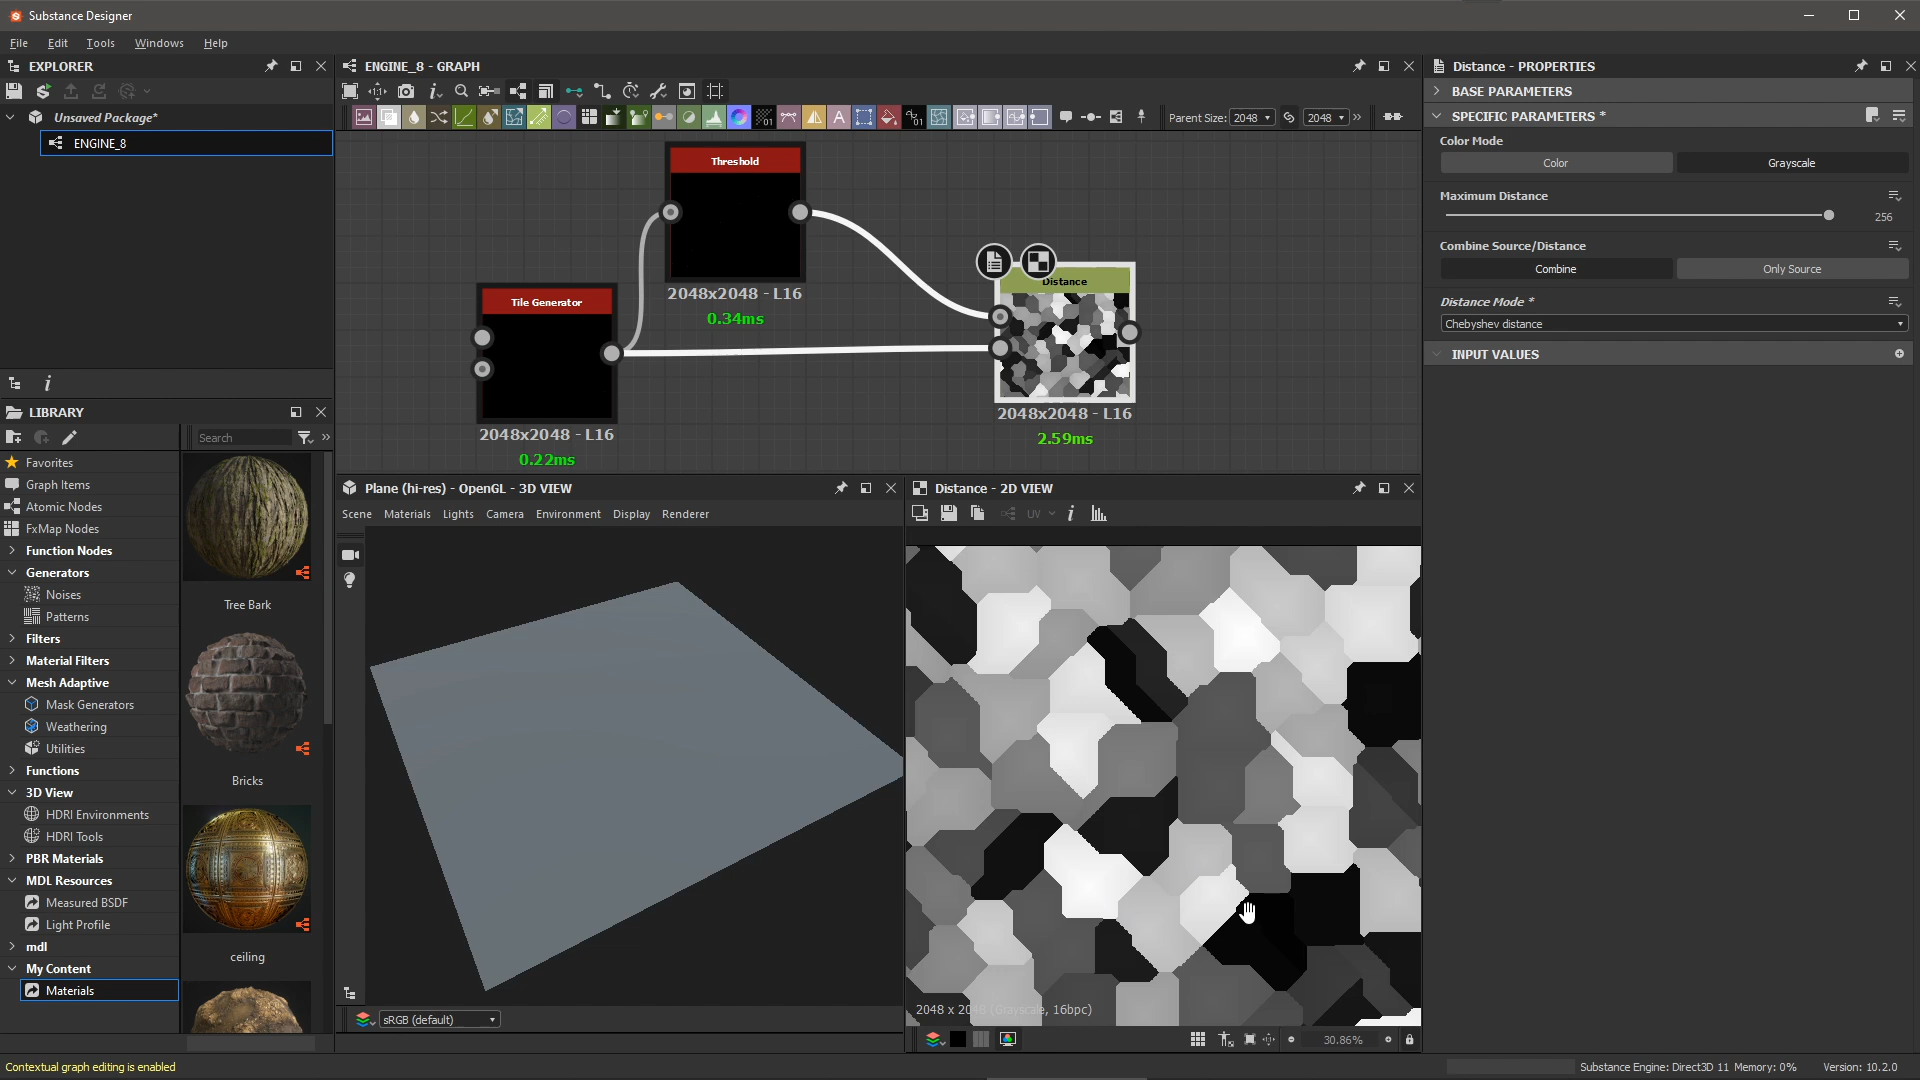 Substance Designer
File Edit Tools Windows Help
EXPLORER
Unsaved Package*
ENGINE_8
LIBRARY
Search
Favorites
Graph Items
Atomic Nodes
FxMap Nodes
Function Nodes
Generators
Noises
Patterns
Filters
Material Filters
Mesh Adaptive
Mask Generators
Weathering
Utilities
Functions
3D View
HDRI Environments
HDRI Tools
PBR Materials
MDL Resources
Measured BSDF
Light Profile
mdl
My Content
Materials
Tree Bark
Bricks
ceiling
ENGINE_8 - GRAPH
Parent Size: 2048 2048
Threshold
2048x2048 - L16
0.34ms
Tile Generator
2048x2048 - L16
0.22ms
Distance
2048x2048 - L16
2.59ms
Plane (hi-res) - OpenGL - 3D VIEW
Scene Materials Lights Camera Environment Display Renderer
sRGB (default)
Distance - 2D VIEW
UV
2048 x 2048 (Grayscale, 16bpc)
30.86%
Distance - PROPERTIES
BASE PARAMETERS
SPECIFIC PARAMETERS *
Color Mode
Color Grayscale
Maximum Distance
256
Combine Source/Distance
Combine Only Source
Distance Mode *
Chebyshev distance
INPUT VALUES
Contextual graph editing is enabled
Substance Engine: Direct3D 11 Memory: 0% Version: 10.2.0